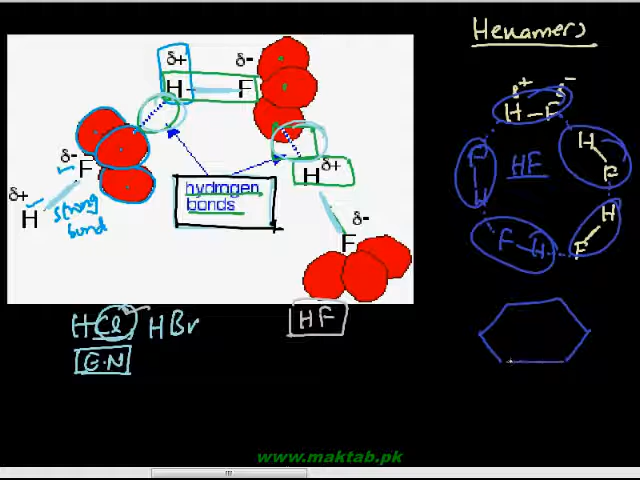 Hexamers
δ+
H
F
δ-
δ+
H
δ-
F
δ-
F
δ+
H
strong
bond
hydrogen
bonds
HCl
HBr
E.N
HF
δ+
δ-
H-F
H
F
H
F
F-H
F
H
HF
www.maktab.pk